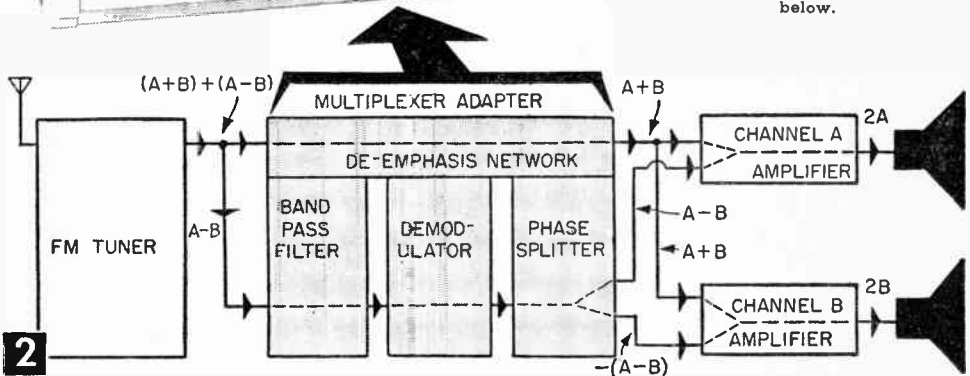 below.
(A+B)+(A-B)
MULTIPLEXER ADAPTER
DE-EMPHASIS NETWORK
A+B
2A
CHANNEL A
AMPLIFIER
FM TUNER
A-B
BAND
PASS
FILTER
DEMOD-
ULATOR
PHASE
SPLITTER
A-B
A+B
2B
CHANNEL B
AMPLIFIER
-(A-B)
2